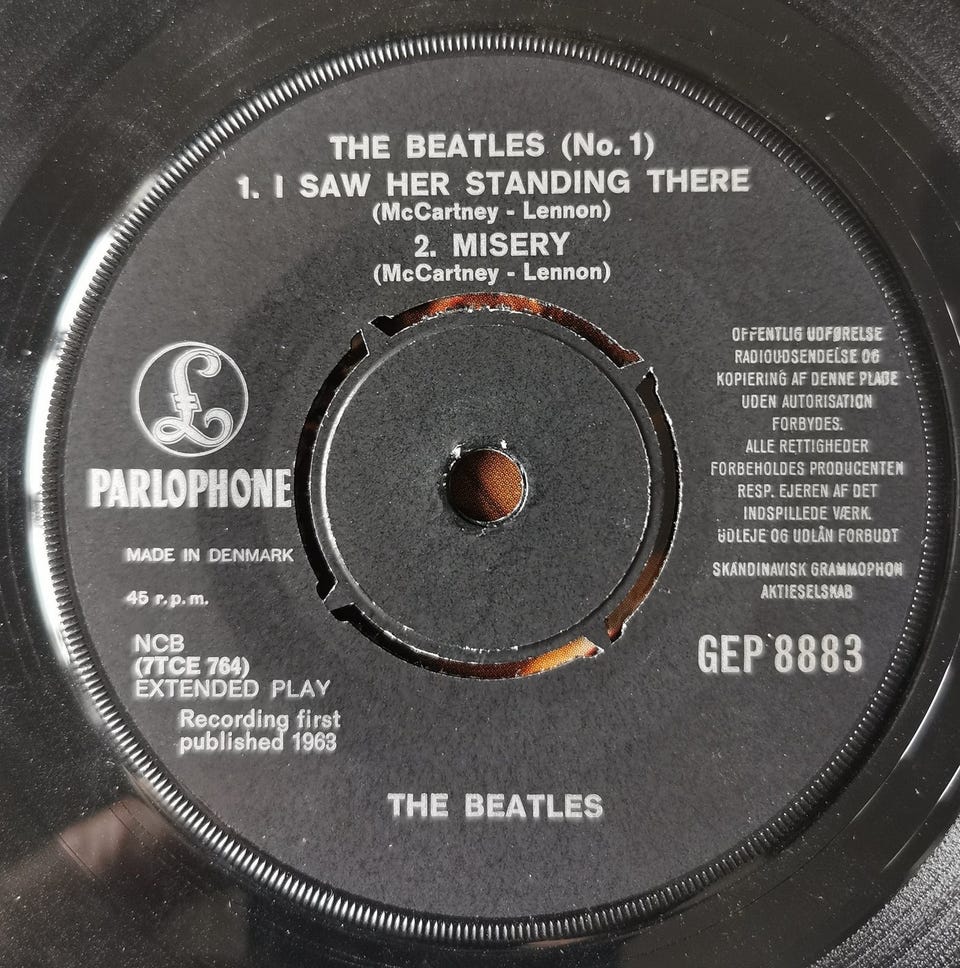 THE BEATLES (No. 1)
1. I SAW HER STANDING THERE
(McCartney - Lennon)
2. MISERY
(McCartney - Lennon)
£
PARLOPHONE
MADE IN DENMARK
45 r.p.m.
NCB
(7TCE 764)
EXTENDED PLAY
Recording first
published 1963
OFFENTLIG UDFØRELSE
RADIOUDSENDELSE OG
KOPIERING AF DENNE PLADE
UDEN AUTORISATION
FORBYDES.
ALLE RETTIGHEDER
FORBEHOLDES PRODUCENTEN
RESP. EJEREN AF DET
INDSPILLEDE VÆRK.
UDLEJE OG UDLÅN FORBUDT
SKANDINAVISK GRAMMOPHON
AKTIESELSKAB
GEP 8883
THE BEATLES